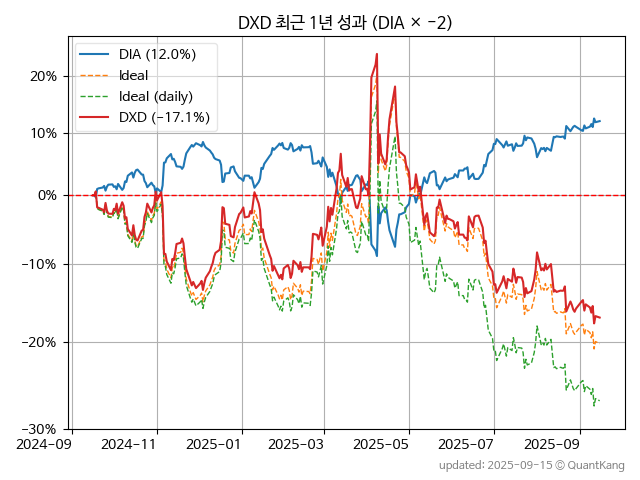 DXD 최근 1년 성과 (DIA × −2)
DIA (12.0%)
Ideal
Ideal (daily)
DXD (−17.1%)
20%
10%
0%
−10%
−20%
−30%
2024-09 2024-11 2025-01 2025-03 2025-05 2025-07 2025-09
updated: 2025-09-15 ⓒ QuantKang